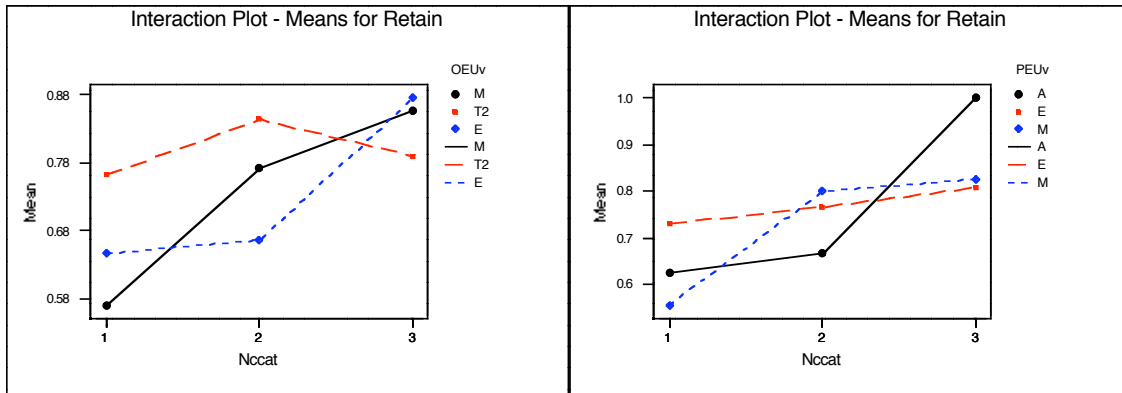 Interaction Plot - Means for Retain
OEUv
M
T2
E
M
T2
E
0.88
0.78
0.68
0.58
Mean
1 2 3
Nccat
Interaction Plot - Means for Retain
PEUv
A
E
M
A
E
M
1.0
0.9
0.8
0.7
0.6
Mean
1 2 3
Nccat